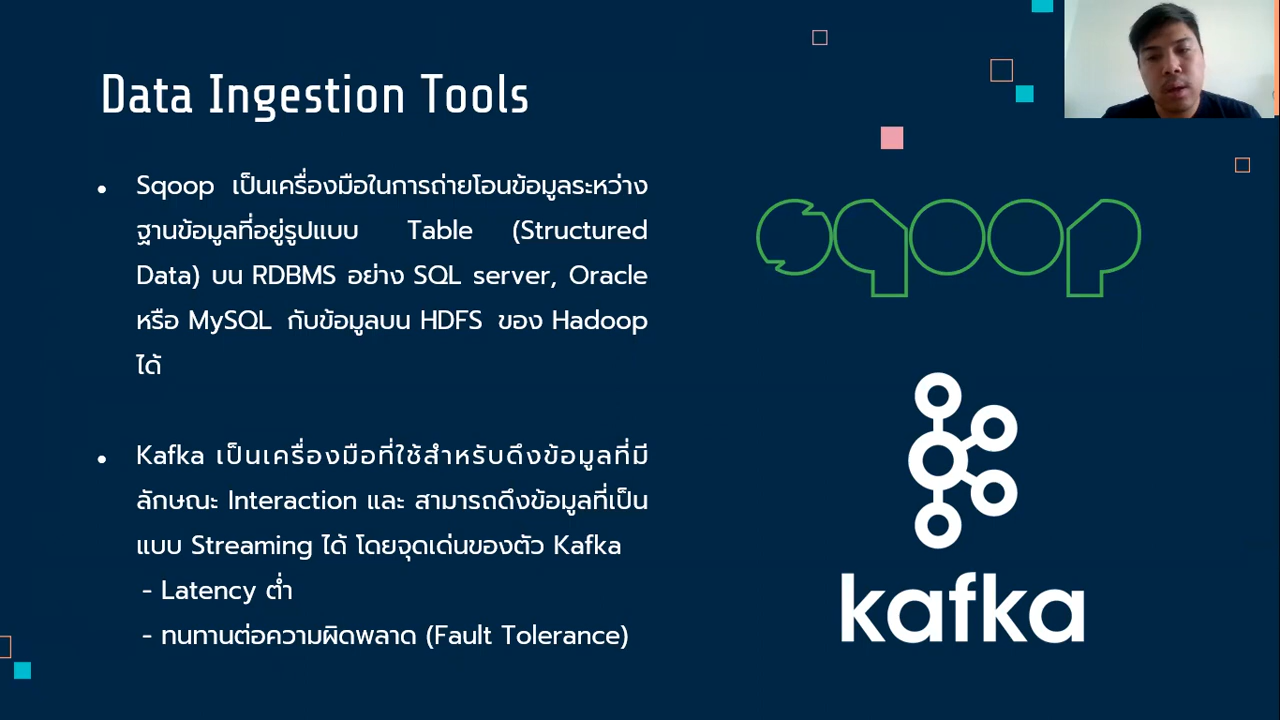 Data Ingestion Tools
• Sqoop เป็นเครื่องมือในการถ่ายโอนข้อมูลระหว่าง
ฐานข้อมูลที่อยู่รูปแบบ Table (Structured
Data) บน RDBMS อย่าง SQL server, Oracle
หรือ MySQL กับข้อมูลบน HDFS ของ Hadoop
ได้
• Kafka เป็นเครื่องมือที่ใช้สำหรับดึงข้อมูลที่มี
ลักษณะ Interaction และ สามารถดึงข้อมูลที่เป็น
แบบ Streaming ได้ โดยจุดเด่นของตัว Kafka
- Latency ต่ำ
- ทนทานต่อความผิดพลาด (Fault Tolerance)
sqoop
kafka